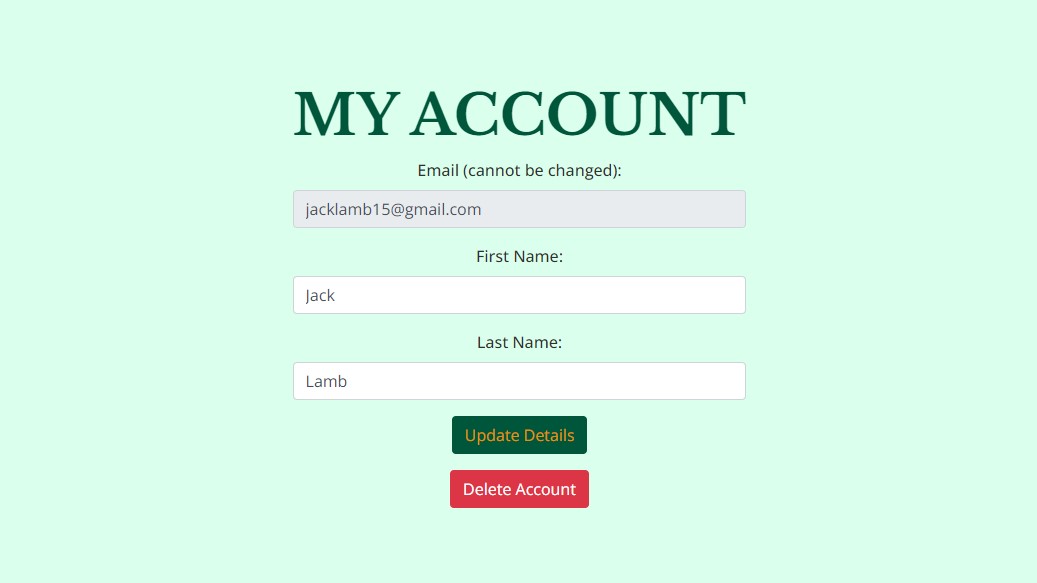 MY ACCOUNT
Email (cannot be changed):
jacklamb15@gmail.com
First Name:
Jack
Last Name:
Lamb
Update Details
Delete Account